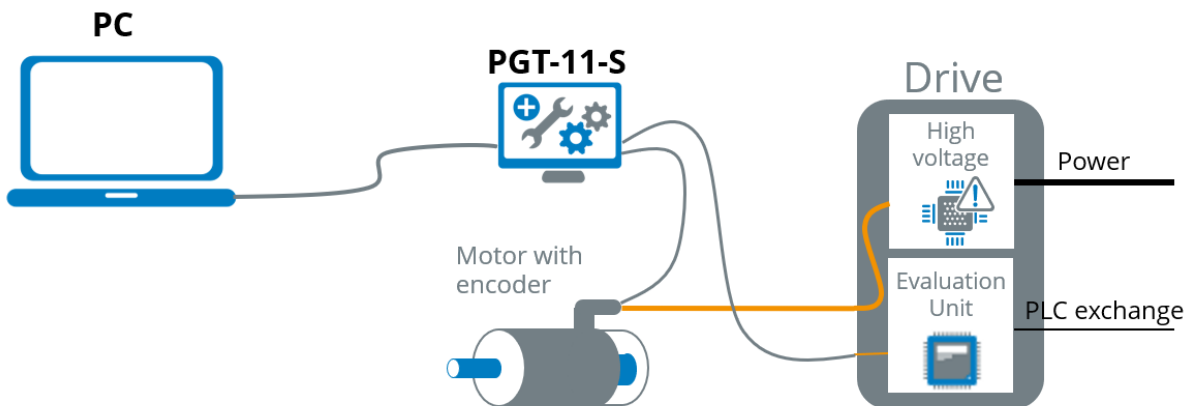 PC
PGT-11-S
Drive
High
voltage
Power
Motor with
encoder
Evaluation
Unit
PLC exchange